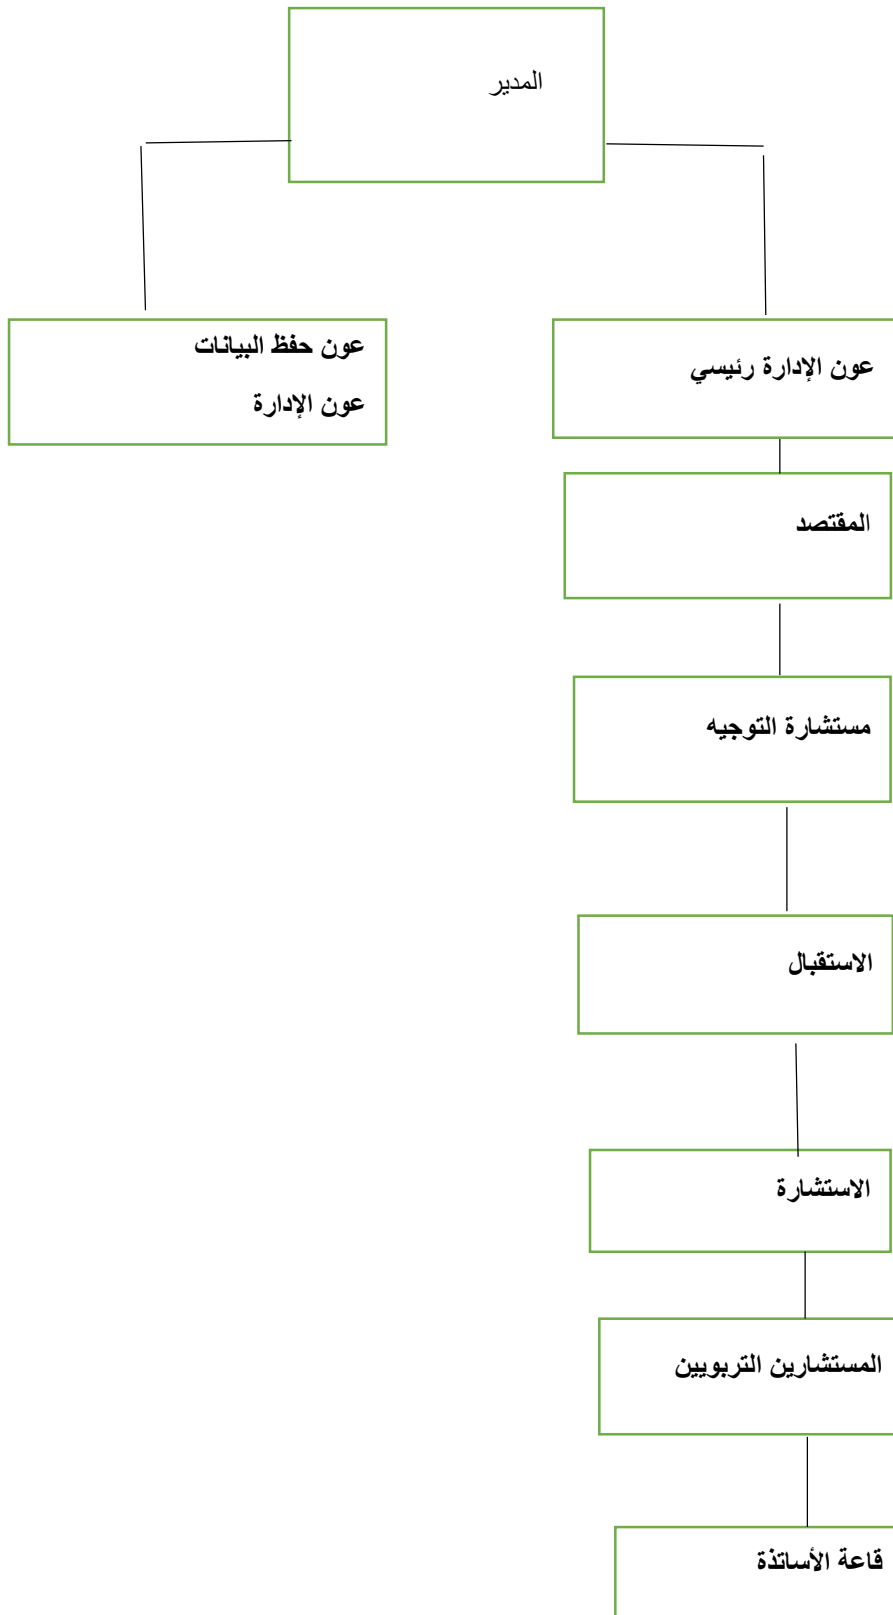 المدير
عون الإدارة رئيسي
عون حفظ البيانات
عون الإدارة
المقتصد
مستشارة التوجيه
الاستقبال
الاستشارة
المستشارين التربويين
قاعة الأساتذة